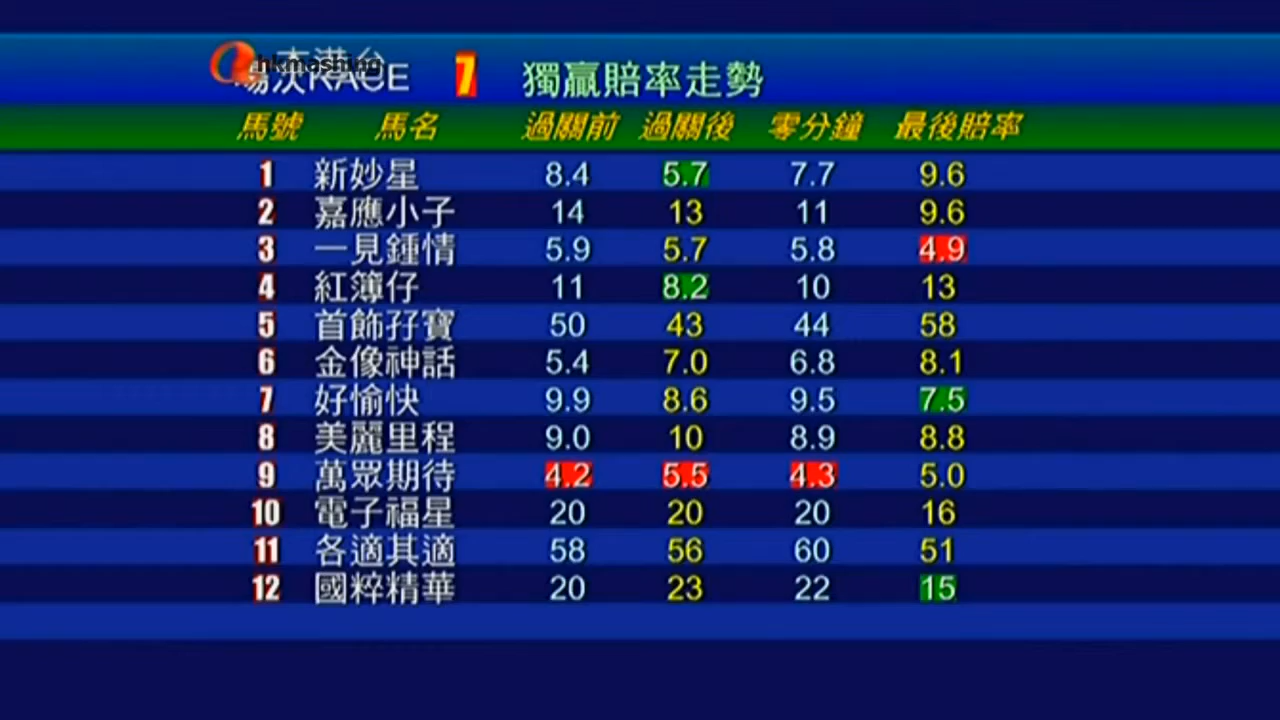 本港台
hkmashing
場次RACE 7 獨贏賠率走勢
馬號 馬名 過關前 過關後 零分鐘 最後賠率
1 新妙星 8.4 5.7 7.7 9.6
2 嘉應小子 14 13 11 9.6
3 一見鍾情 5.9 5.7 5.8 4.9
4 紅簿仔 11 8.2 10 13
5 首飾孖寶 50 43 44 58
6 金像神話 5.4 7.0 6.8 8.1
7 好愉快 9.9 8.6 9.5 7.5
8 美麗里程 9.0 10 8.9 8.8
9 萬眾期待 4.2 5.5 4.3 5.0
10 電子福星 20 20 20 16
11 各適其適 58 56 60 51
12 國粹精華 20 23 22 15